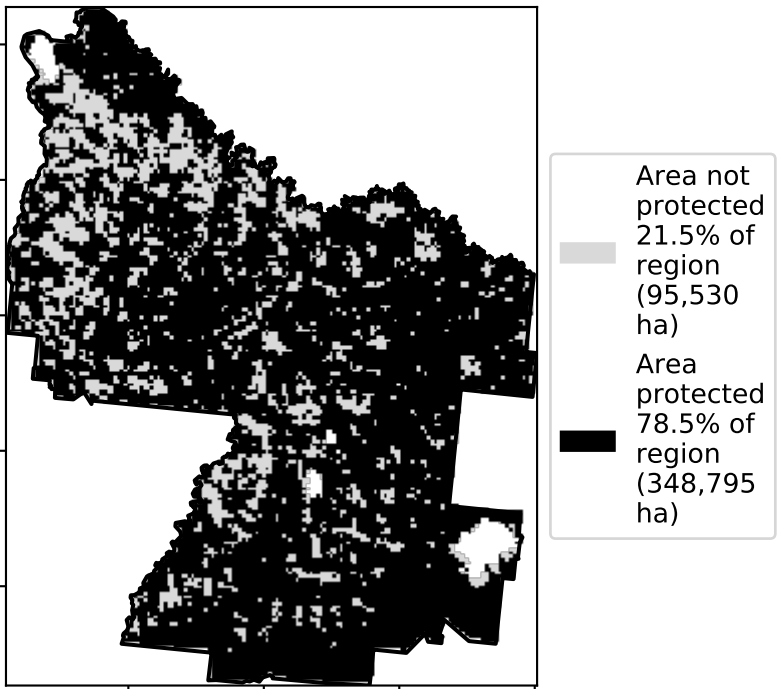 Area not
protected
21.5% of
region
(95,530
ha)
Area
protected
78.5% of
region
(348,795
ha)